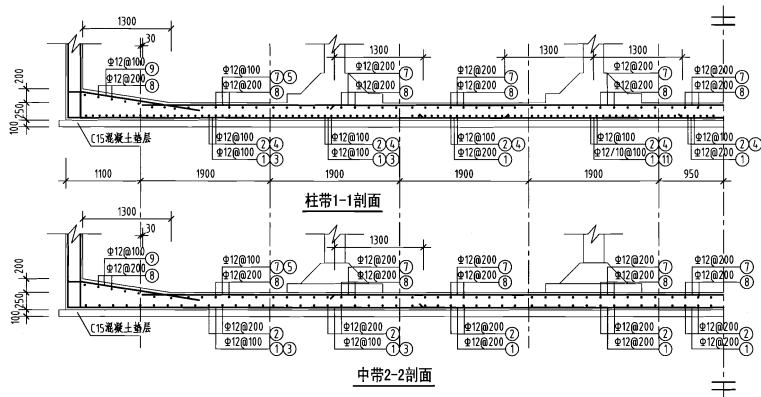 1300
30
1300
1300
1300
Φ12@100 ⑨
Φ12@200 ⑧
Φ12@100 ⑦⑤
Φ12@200 ⑧
Φ12@200 ⑦
Φ12@200 ⑧
Φ12@200 ⑦
Φ12@200 ⑧
Φ12@200 ⑦
Φ12@200 ⑧
Φ12@200 ⑦
Φ12@200 ⑧
200
250
100
C15混凝土垫层
Φ12@100 ②④
Φ12@100 ①③
Φ12@100 ②④
Φ12@100 ①③
Φ12@100 ②④
Φ12@200 ①
Φ12@100 ②④
Φ12/10@100 ①⑪
Φ12@100 ②④
Φ12@200 ①
1100
1900
1900
1900
1900
950
柱带1-1剖面
1300
30
1300
Φ12@100 ⑨
Φ12@200 ⑧
Φ12@100 ⑦⑤
Φ12@200 ⑧
Φ12@200 ⑦
Φ12@200 ⑧
Φ12@200 ⑦
Φ12@200 ⑧
Φ12@200 ⑦
Φ12@200 ⑧
Φ12@200 ⑦
Φ12@200 ⑧
200
250
100
C15混凝土垫层
Φ12@200 ②
Φ12@100 ①③
Φ12@200 ②
Φ12@100 ①③
Φ12@200 ②
Φ12@200 ①
Φ12@200 ②
Φ12@200 ①
Φ12@200 ②
Φ12@200 ①
中带2-2剖面